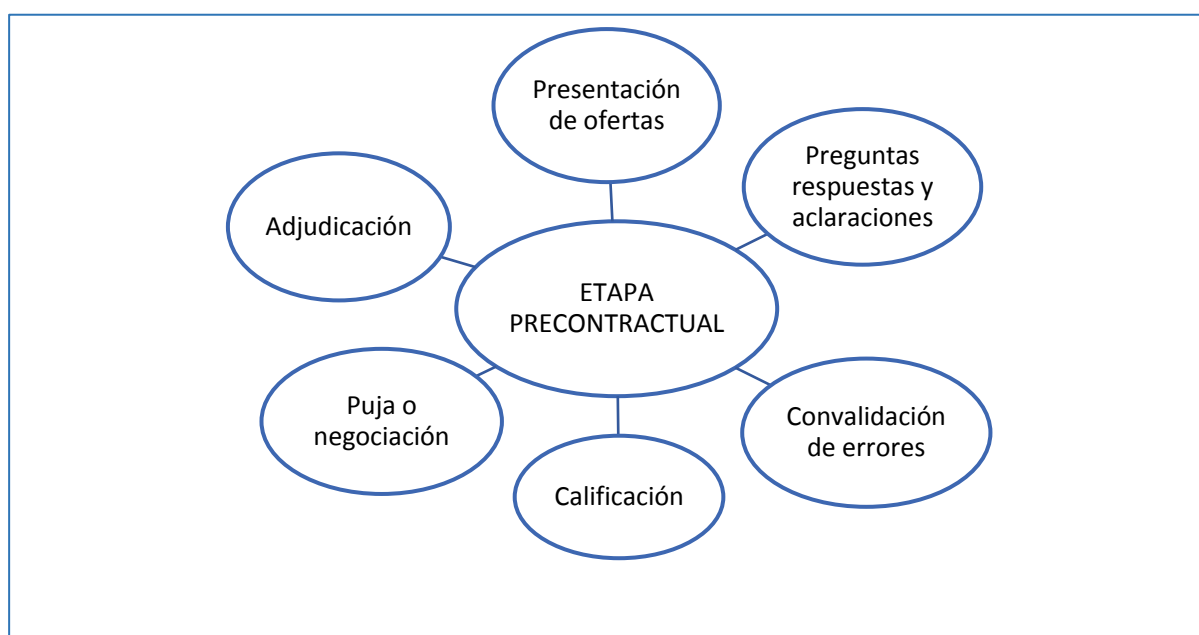 Presentación
de ofertas
Preguntas
respuestas y
aclaraciones
Adjudicación
ETAPA
PRECONTRACTUAL
Puja o
negociación
Convalidación
de errores
Calificación